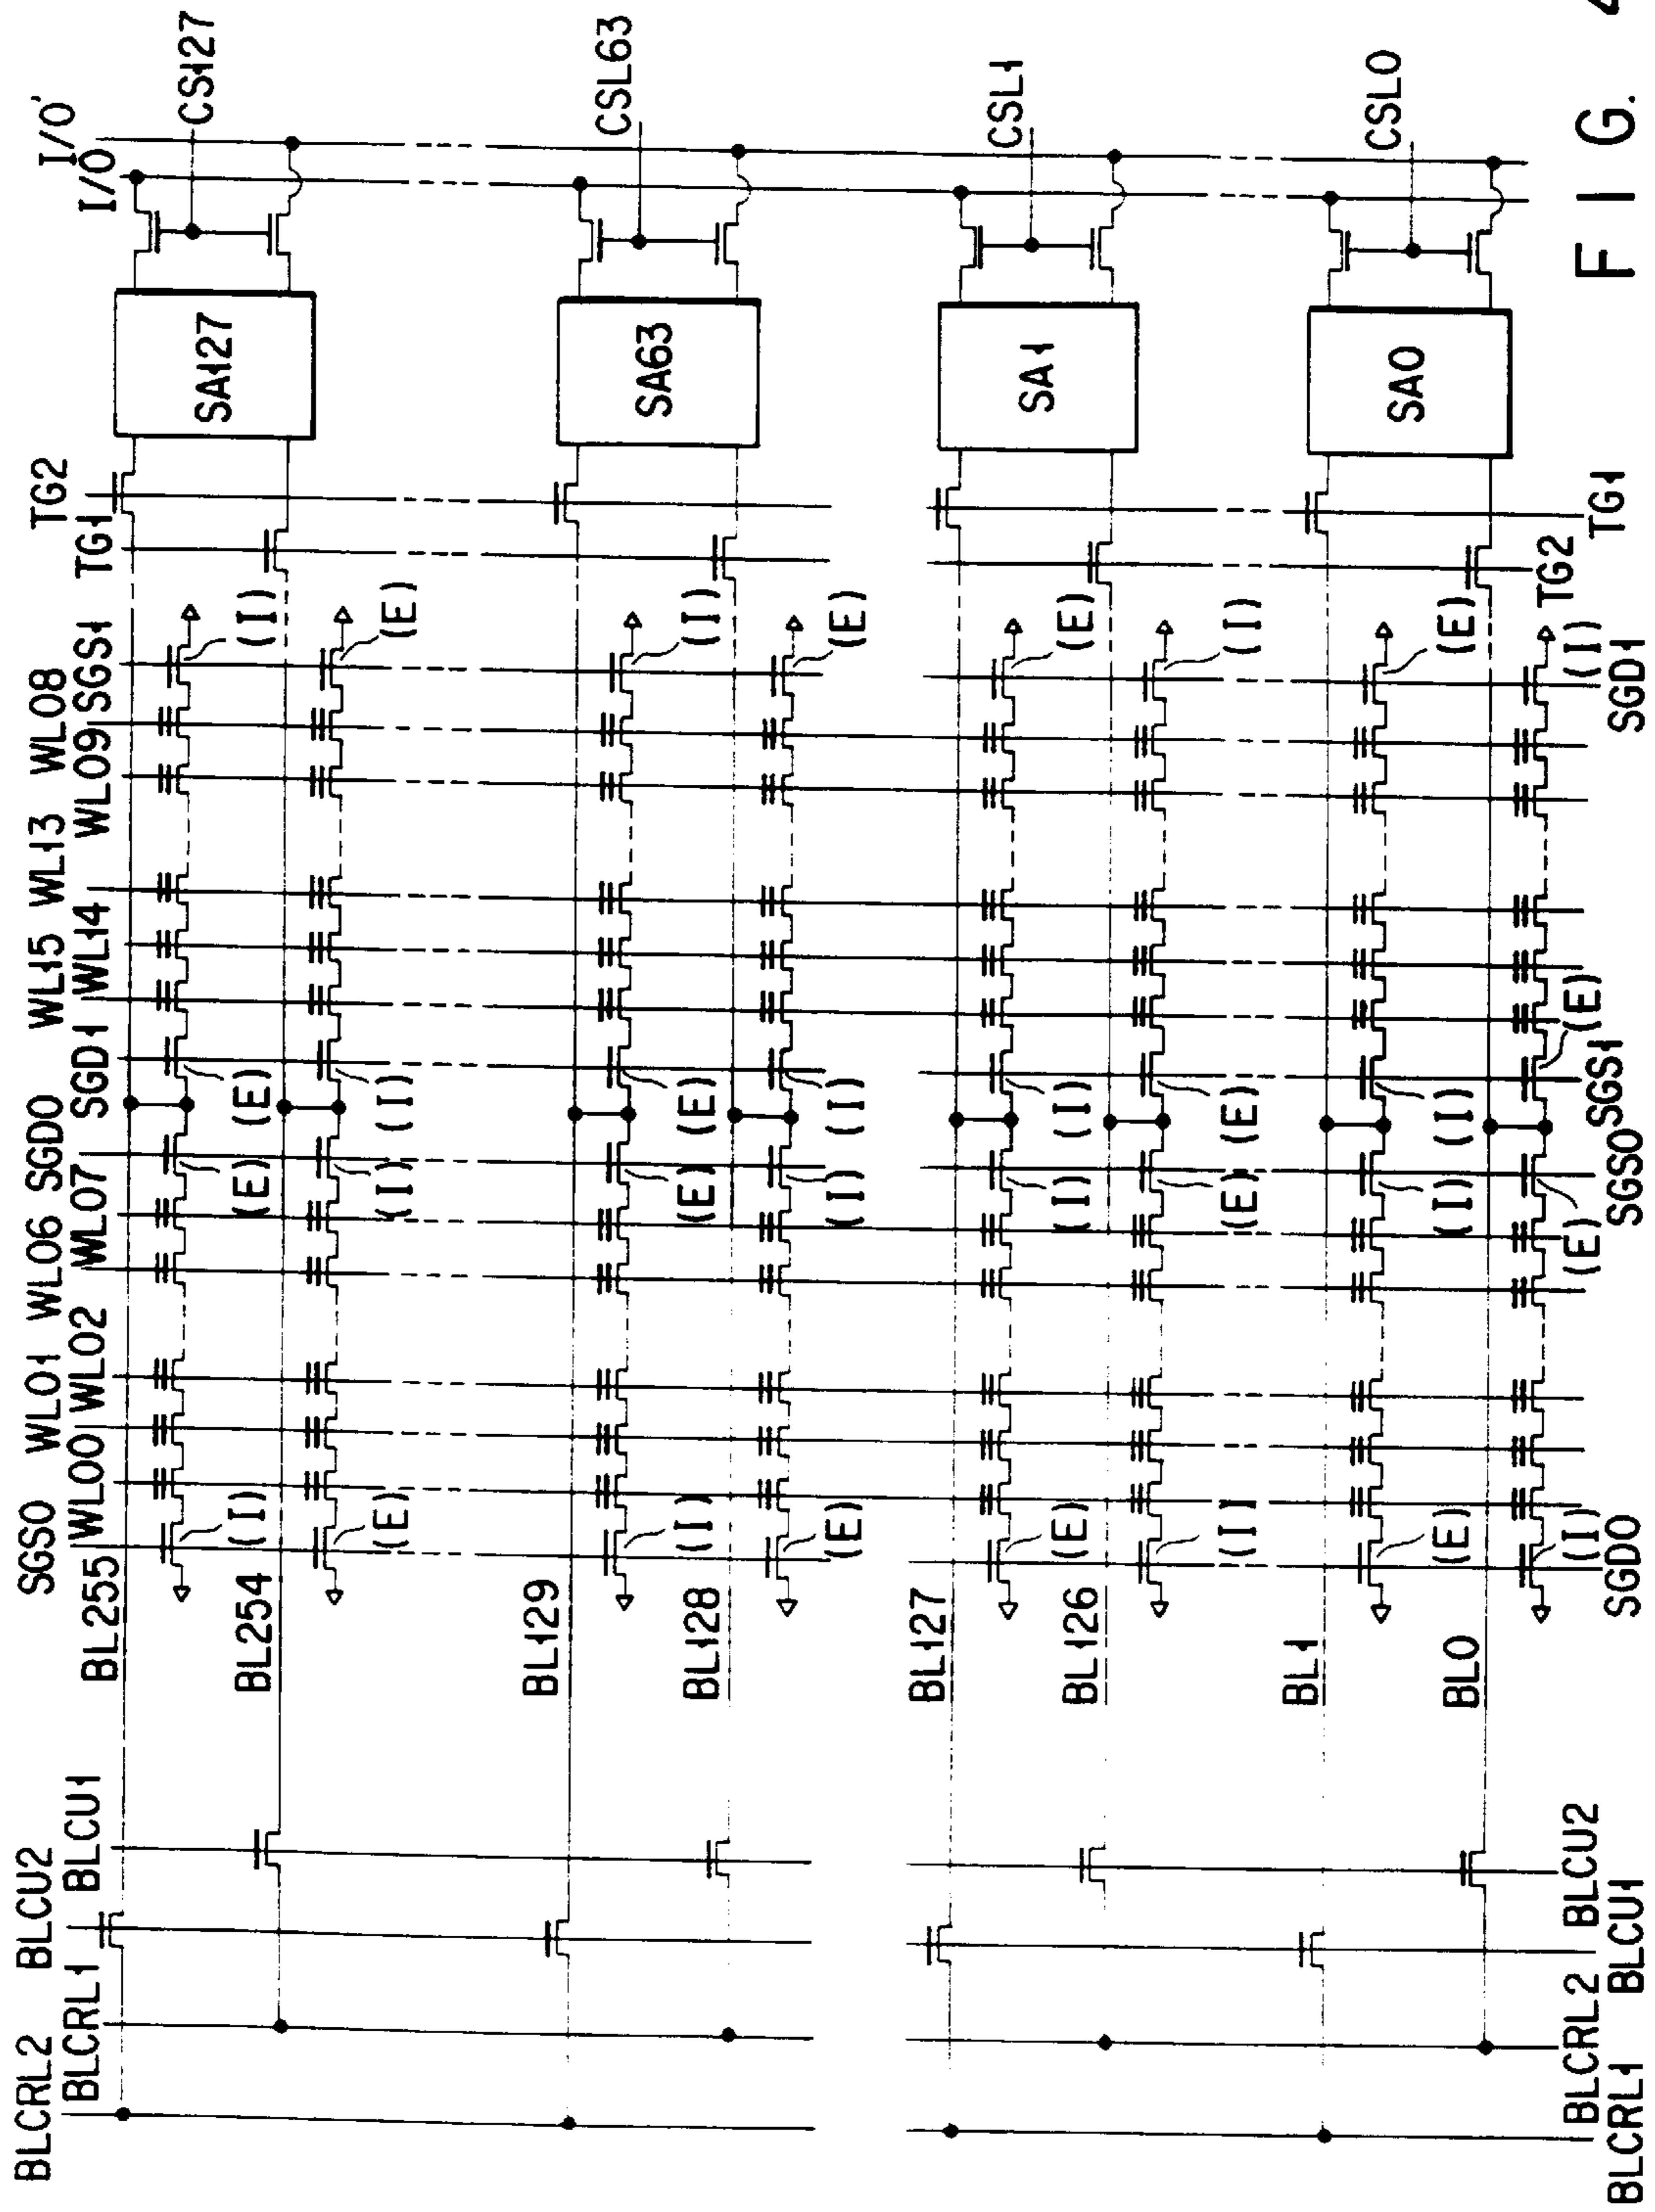 BLCRL2 BLCU2 SGS0 WL01 WL06 SGD0 WL15 WL13 WL08 TG2 I/O'
BLCRL1 BLCU1 BL255 WL00 WL02 WL07 SGD1 WL14 WL09 SGS1 TG1 I/O
SA127 CS127
(I) (E) (E) (I)
BL254
(E) (I) (I) (E)
BL129
SA63 CSL63
(I) (E) (E) (I)
BL128
(E) (I) (I) (E)
BL127
SA1 CSL1
(E) (I) (I) (E)
BL126
(I (E) (E) (I)
BL1
SA0 CSL0
(E) (I) (I) (E)
BL0
(I) (E) (E) (I)
BLCRL2 BLCU2 TG2
BLCRL1 BLCU1 SGD0 SGS0 SGS1 SGD1 TG1
F I G. 4